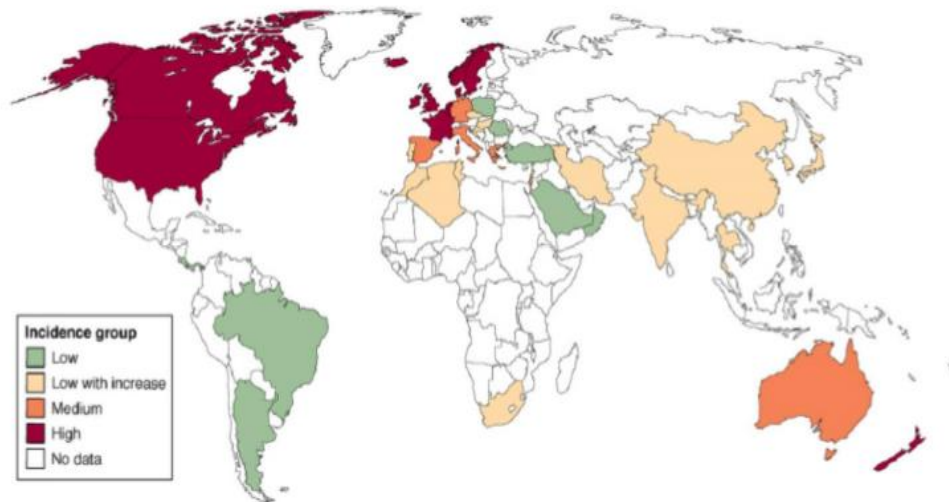 Incidence group
Low
Low with increase
Medium
High
No data